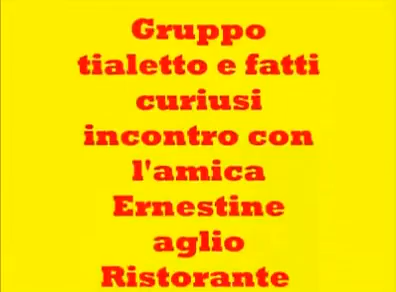 Gruppo
tialetto e fatti
curiusi
incontro con
l'amica
Ernestine
aglio
Ristorante